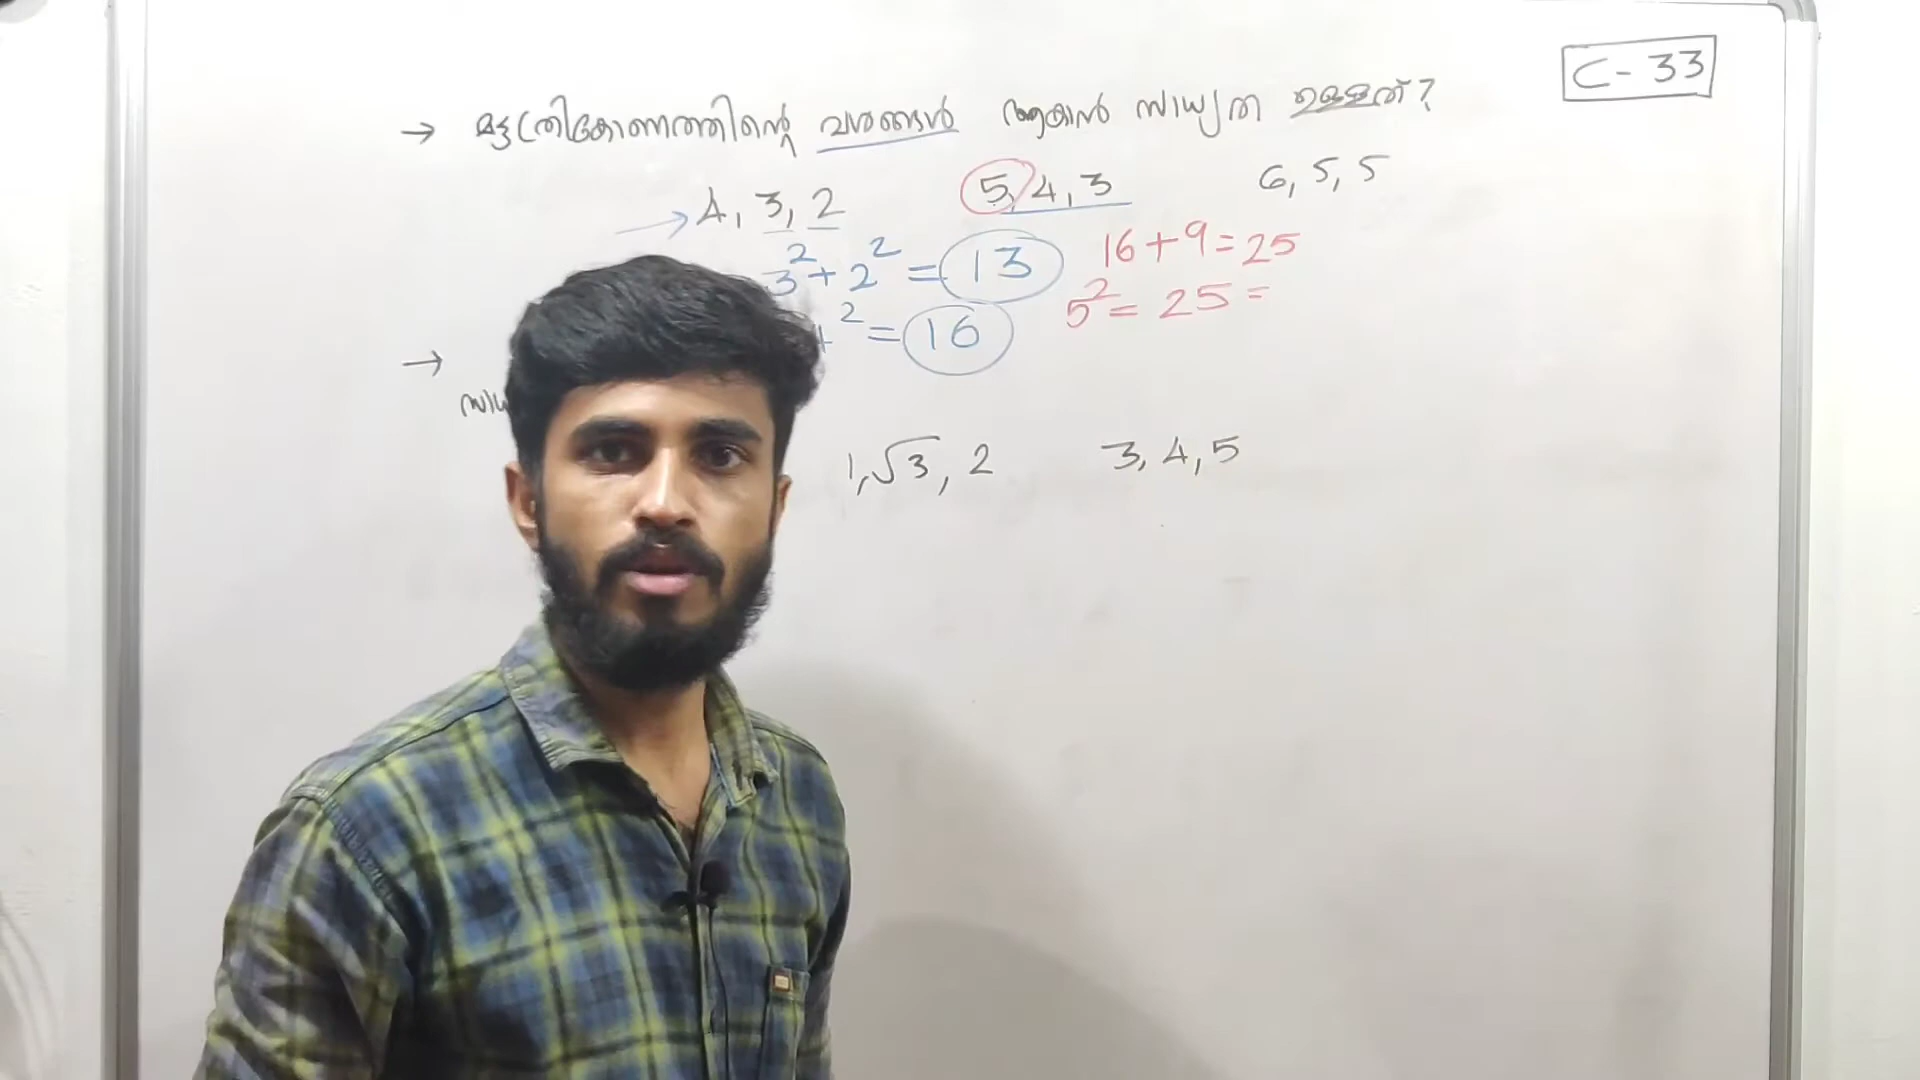 C-33
→ മട്ടത്രികോണത്തിന്റെ വശങ്ങൾ ആകാൻ സാധ്യത ഉള്ളത്?
→ 4, 3, 2 5, 4, 3 6, 5, 5
3² + 2² = 13 16+9=25
² = 16 5² = 25 =
→
സാധ
1, √3, 2 3, 4, 5